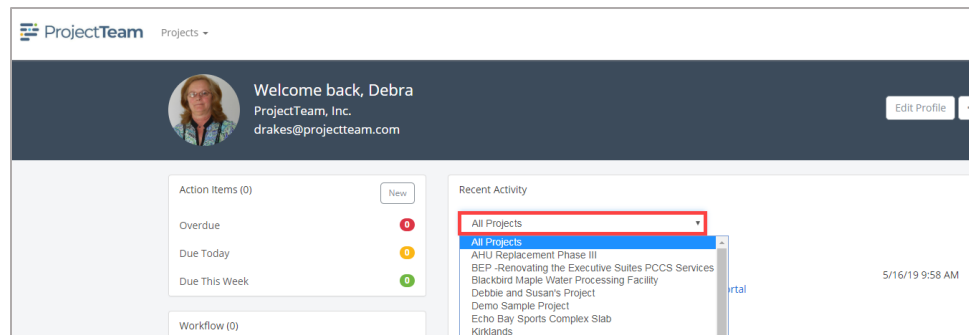 ProjectTeam
Projects
Welcome back, Debra
ProjectTeam, Inc.
drakes@projectteam.com
Edit Profile
Action Items (0)
New
Overdue
0
Due Today
0
Due This Week
0
Workflow (0)
Recent Activity
All Projects
All Projects
AHU Replacement Phase III
BEP -Renovating the Executive Suites PCCS Services
Blackbird Maple Water Processing Facility
Debbie and Susan's Project
Demo Sample Project
Echo Bay Sports Complex Slab
Kirklands
5/16/19 9:58 AM